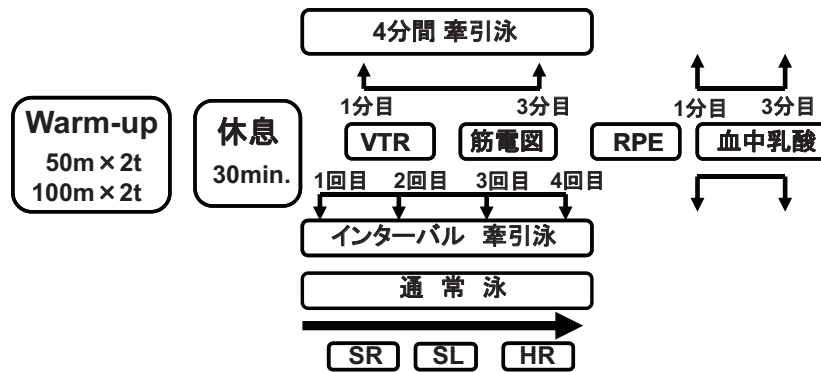 4分間 牽引泳
1分目 3分目 1分目 3分目
Warm-up
50m×2t
100m×2t
休息
30min.
VTR 筋電図 RPE 血中乳酸
1回目 2回目 3回目 4回目
インターバル 牽引泳
通 常 泳
SR SL HR